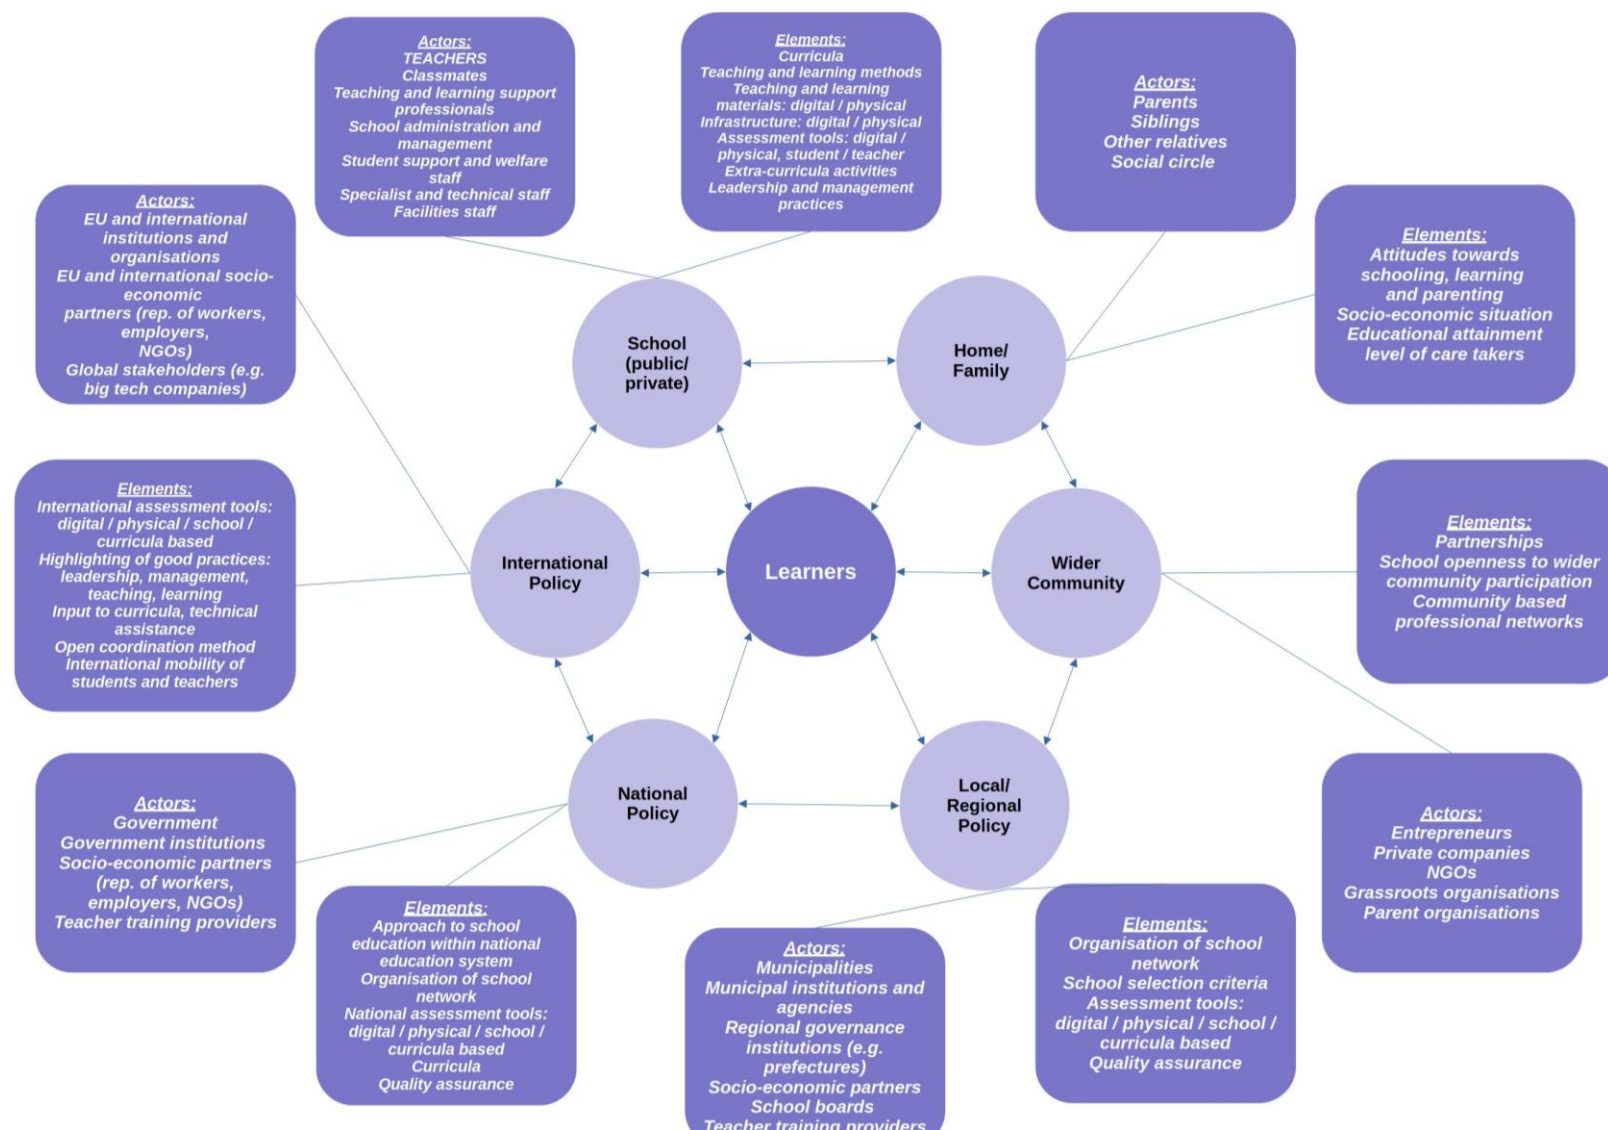 Actors:
TEACHERS
Classmates
Teaching and learning support
professionals
School administration and
management
Student support and welfare
staff
Specialist and technical staff
Facilities staff
Elements:
Curricula
Teaching and learning methods
Teaching and learning
materials: digital / physical
Infrastructure: digital / physical
Assessment tools: digital /
physical, student / teacher
Extra-curricula activities
Leadership and management
practices
Actors:
Parents
Siblings
Other relatives
Social circle
Actors:
EU and international
institutions and
organisations
EU and international socio-
economic
partners (rep. of workers,
employers,
NGOs)
Global stakeholders (e.g.
big tech companies)
Elements:
Attitudes towards
schooling, learning
and parenting
Socio-economic situation
Educational attainment
level of care takers
School
(public/
private)
Home/
Family
Elements:
International assessment tools:
digital / physical / school /
curricula based
Highlighting of good practices:
leadership, management,
teaching, learning
Input to curricula, technical
assistance
Open coordination method
International mobility of
students and teachers
International
Policy
Learners
Wider
Community
Elements:
Partnerships
School openness to wider
community participation
Community based
professional networks
Actors:
Government
Government institutions
Socio-economic partners
(rep. of workers,
employers, NGOs)
Teacher training providers
National
Policy
Local/
Regional
Policy
Actors:
Entrepreneurs
Private companies
NGOs
Grassroots organisations
Parent organisations
Elements:
Approach to school
education within national
education system
Organisation of school
network
National assessment tools:
digital / physical / school /
curricula based
Curricula
Quality assurance
Actors:
Municipalities
Municipal institutions and
agencies
Regional governance
institutions (e.g.
prefectures)
Socio-economic partners
School boards
Teacher training providers
Elements:
Organisation of school
network
School selection criteria
Assessment tools:
digital / physical / school /
curricula based
Quality assurance